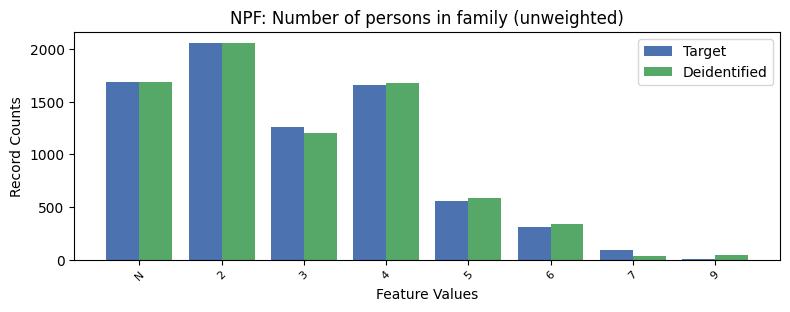 NPF: Number of persons in family (unweighted)
Target
Deidentified
Record Counts
2000
1500
1000
500
0
N
2
3
4
5
6
7
9
Feature Values